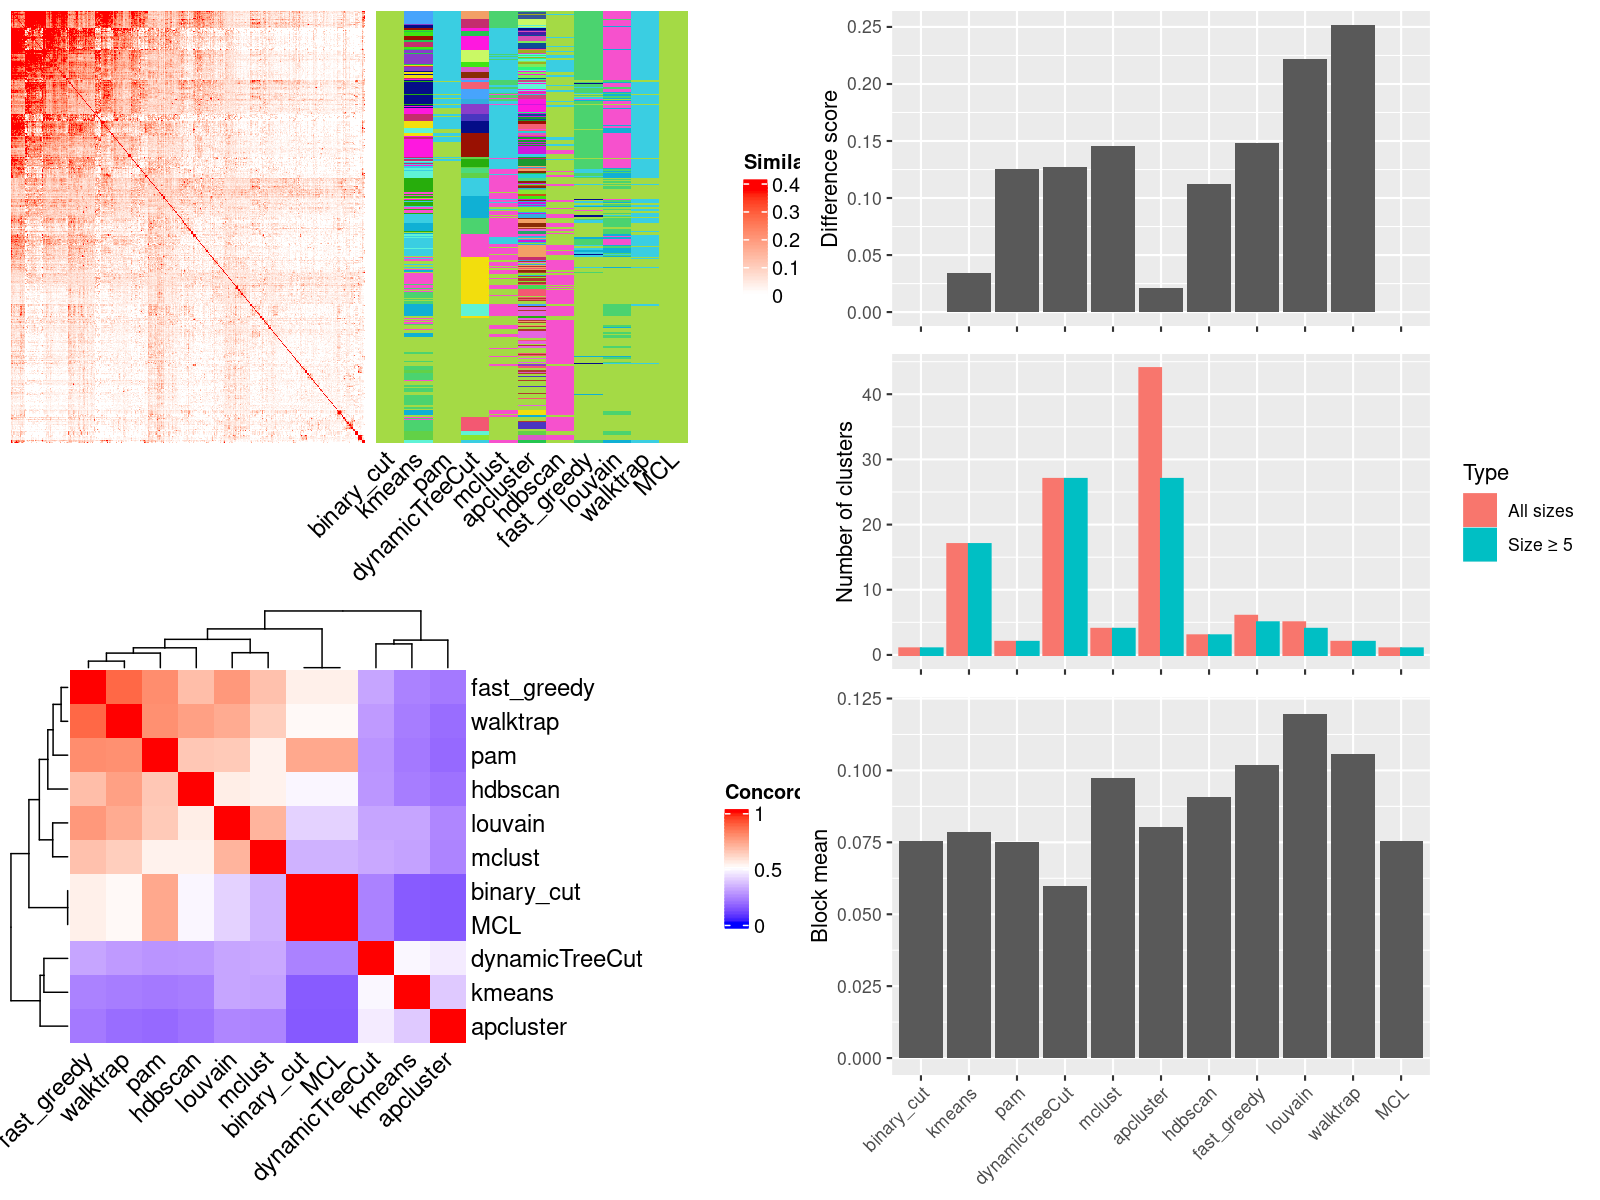 Simila
0.4
0.3
0.2
0.1
0
binary_cut
kmeans
pam
dynamicTreeCut
mclust
apcluster
hdbscan
fast_greedy
louvain
walktrap
MCL
fast_greedy
walktrap
pam
hdbscan
louvain
mclust
binary_cut
MCL
dynamicTreeCut
kmeans
apcluster
fast_greedy
walktrap
pam
hdbscan
louvain
mclust
binary_cut
MCL
dynamicTreeCut
kmeans
apcluster
Concord
1
0.5
0
Difference score
0.25
0.20
0.15
0.10
0.05
0.00
Number of clusters
40
30
20
10
0
Type
All sizes
Size ≥ 5
Block mean
0.125
0.100
0.075
0.050
0.025
0.000
binary_cut
kmeans
pam
dynamicTreeCut
mclust
apcluster
hdbscan
fast_greedy
louvain
walktrap
MCL